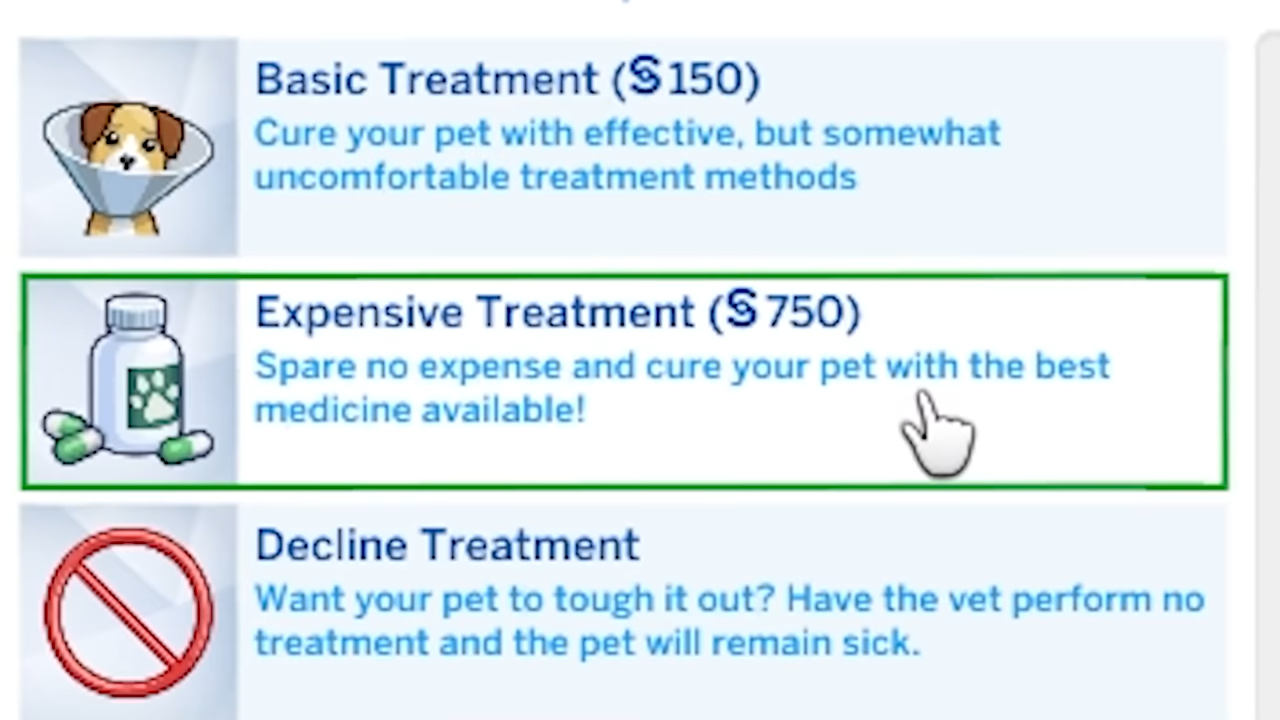 Basic Treatment (§150)
Cure your pet with effective, but somewhat
uncomfortable treatment methods
Expensive Treatment (§750)
Spare no expense and cure your pet with the best
medicine available!
Decline Treatment
Want your pet to tough it out? Have the vet perform no
treatment and the pet will remain sick.